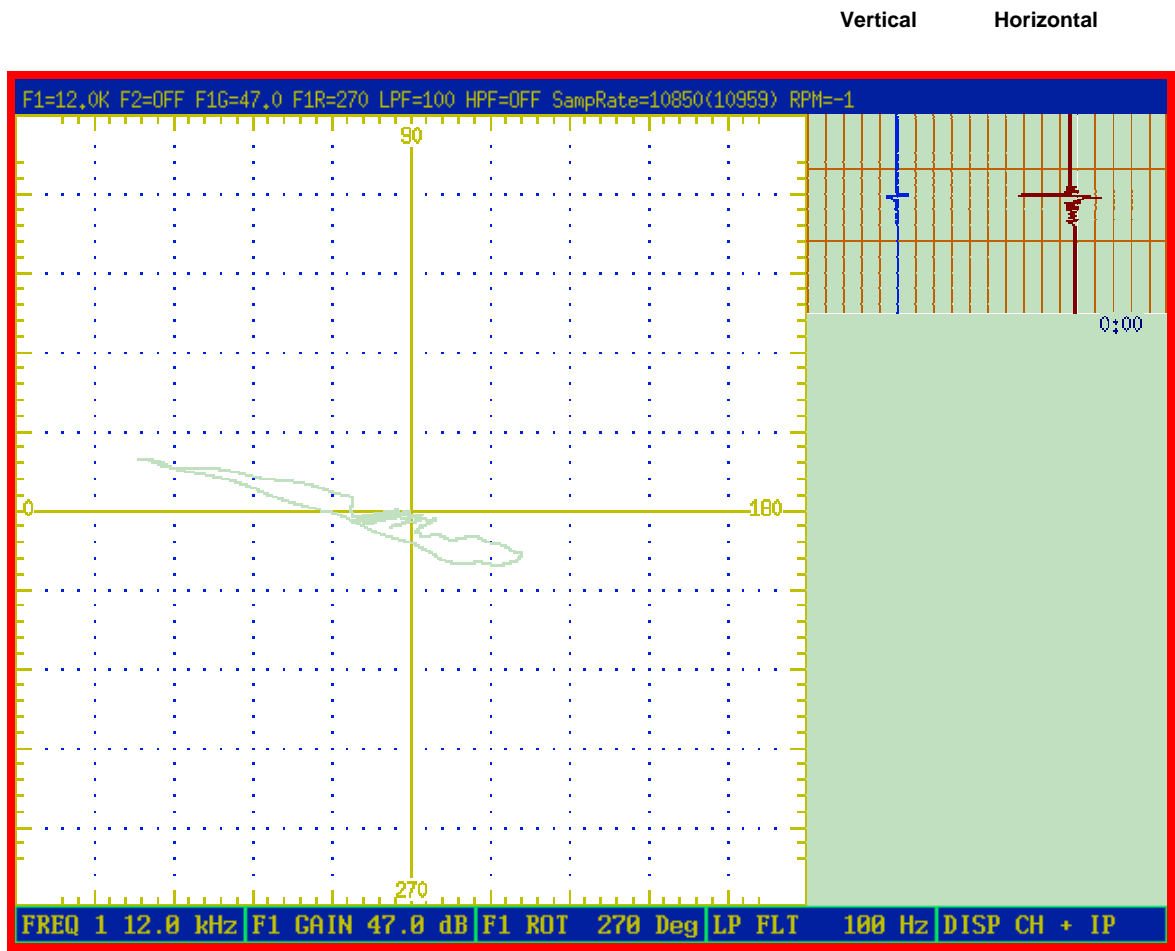 Vertical Horizontal
F1=12.0K F2=OFF F1G=47.0 F1R=270 LPF=100 HPF=OFF SampRate=10850(10959) RPM=-1
90
0:00
0
180
270
FREQ 1 12.0 kHz F1 GAIN 47.0 dB F1 ROT 270 Deg LP FLT 100 Hz DISP CH + IP